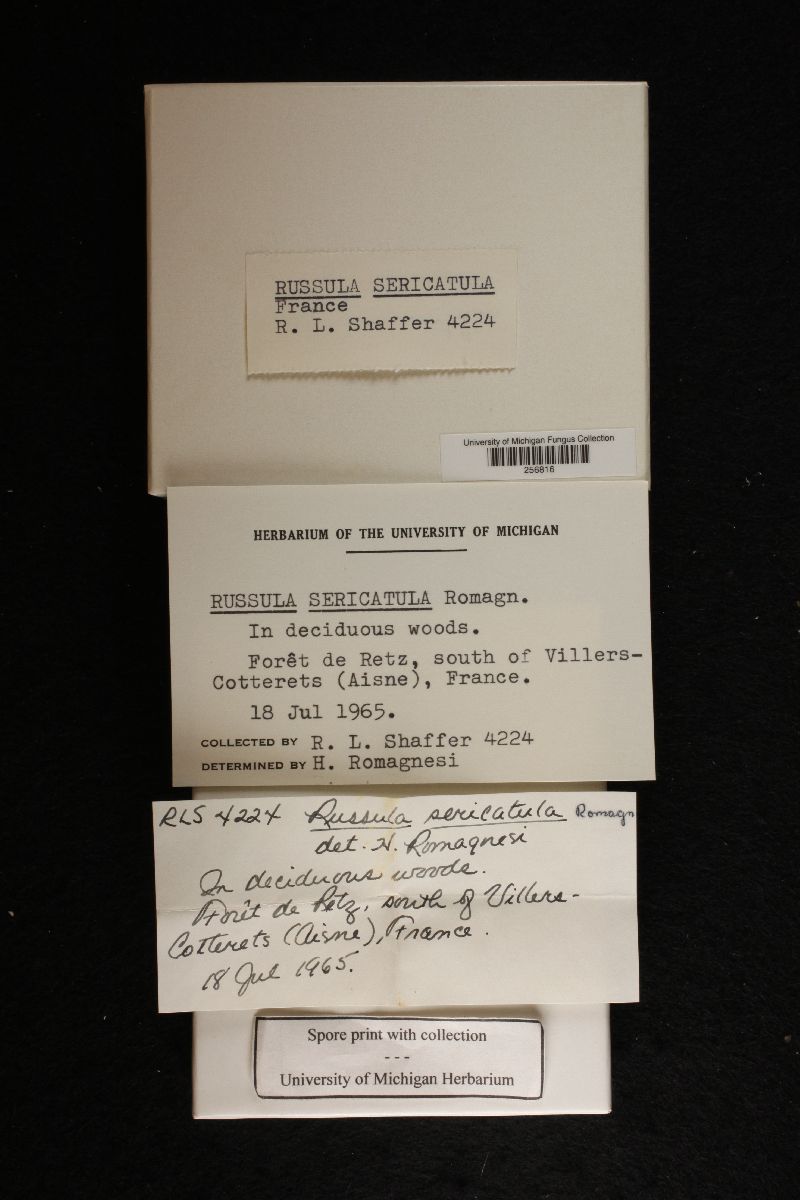 RUSSULA SERICATULA
France
R. L. Shaffer 4224
University of Michigan Fungus Collection
256816
HERBARIUM OF THE UNIVERSITY OF MICHIGAN
RUSSULA SERICATULA Romagn.
In deciduous woods.
Forêt de Retz, south of Villers-
Cotterets (Aisne), France.
18 Jul 1965.
COLLECTED BY R. L. Shaffer 4224
DETERMINED BY H. Romagnesi
RLS 4224 Russula sericatula Romagn
det. H. Romagnesi
In deciduous woods.
Forêt de Retz, south of Villers-
Cotterets (Aisne), France.
18 Jul 1965.
Spore print with collection
---
University of Michigan Herbarium